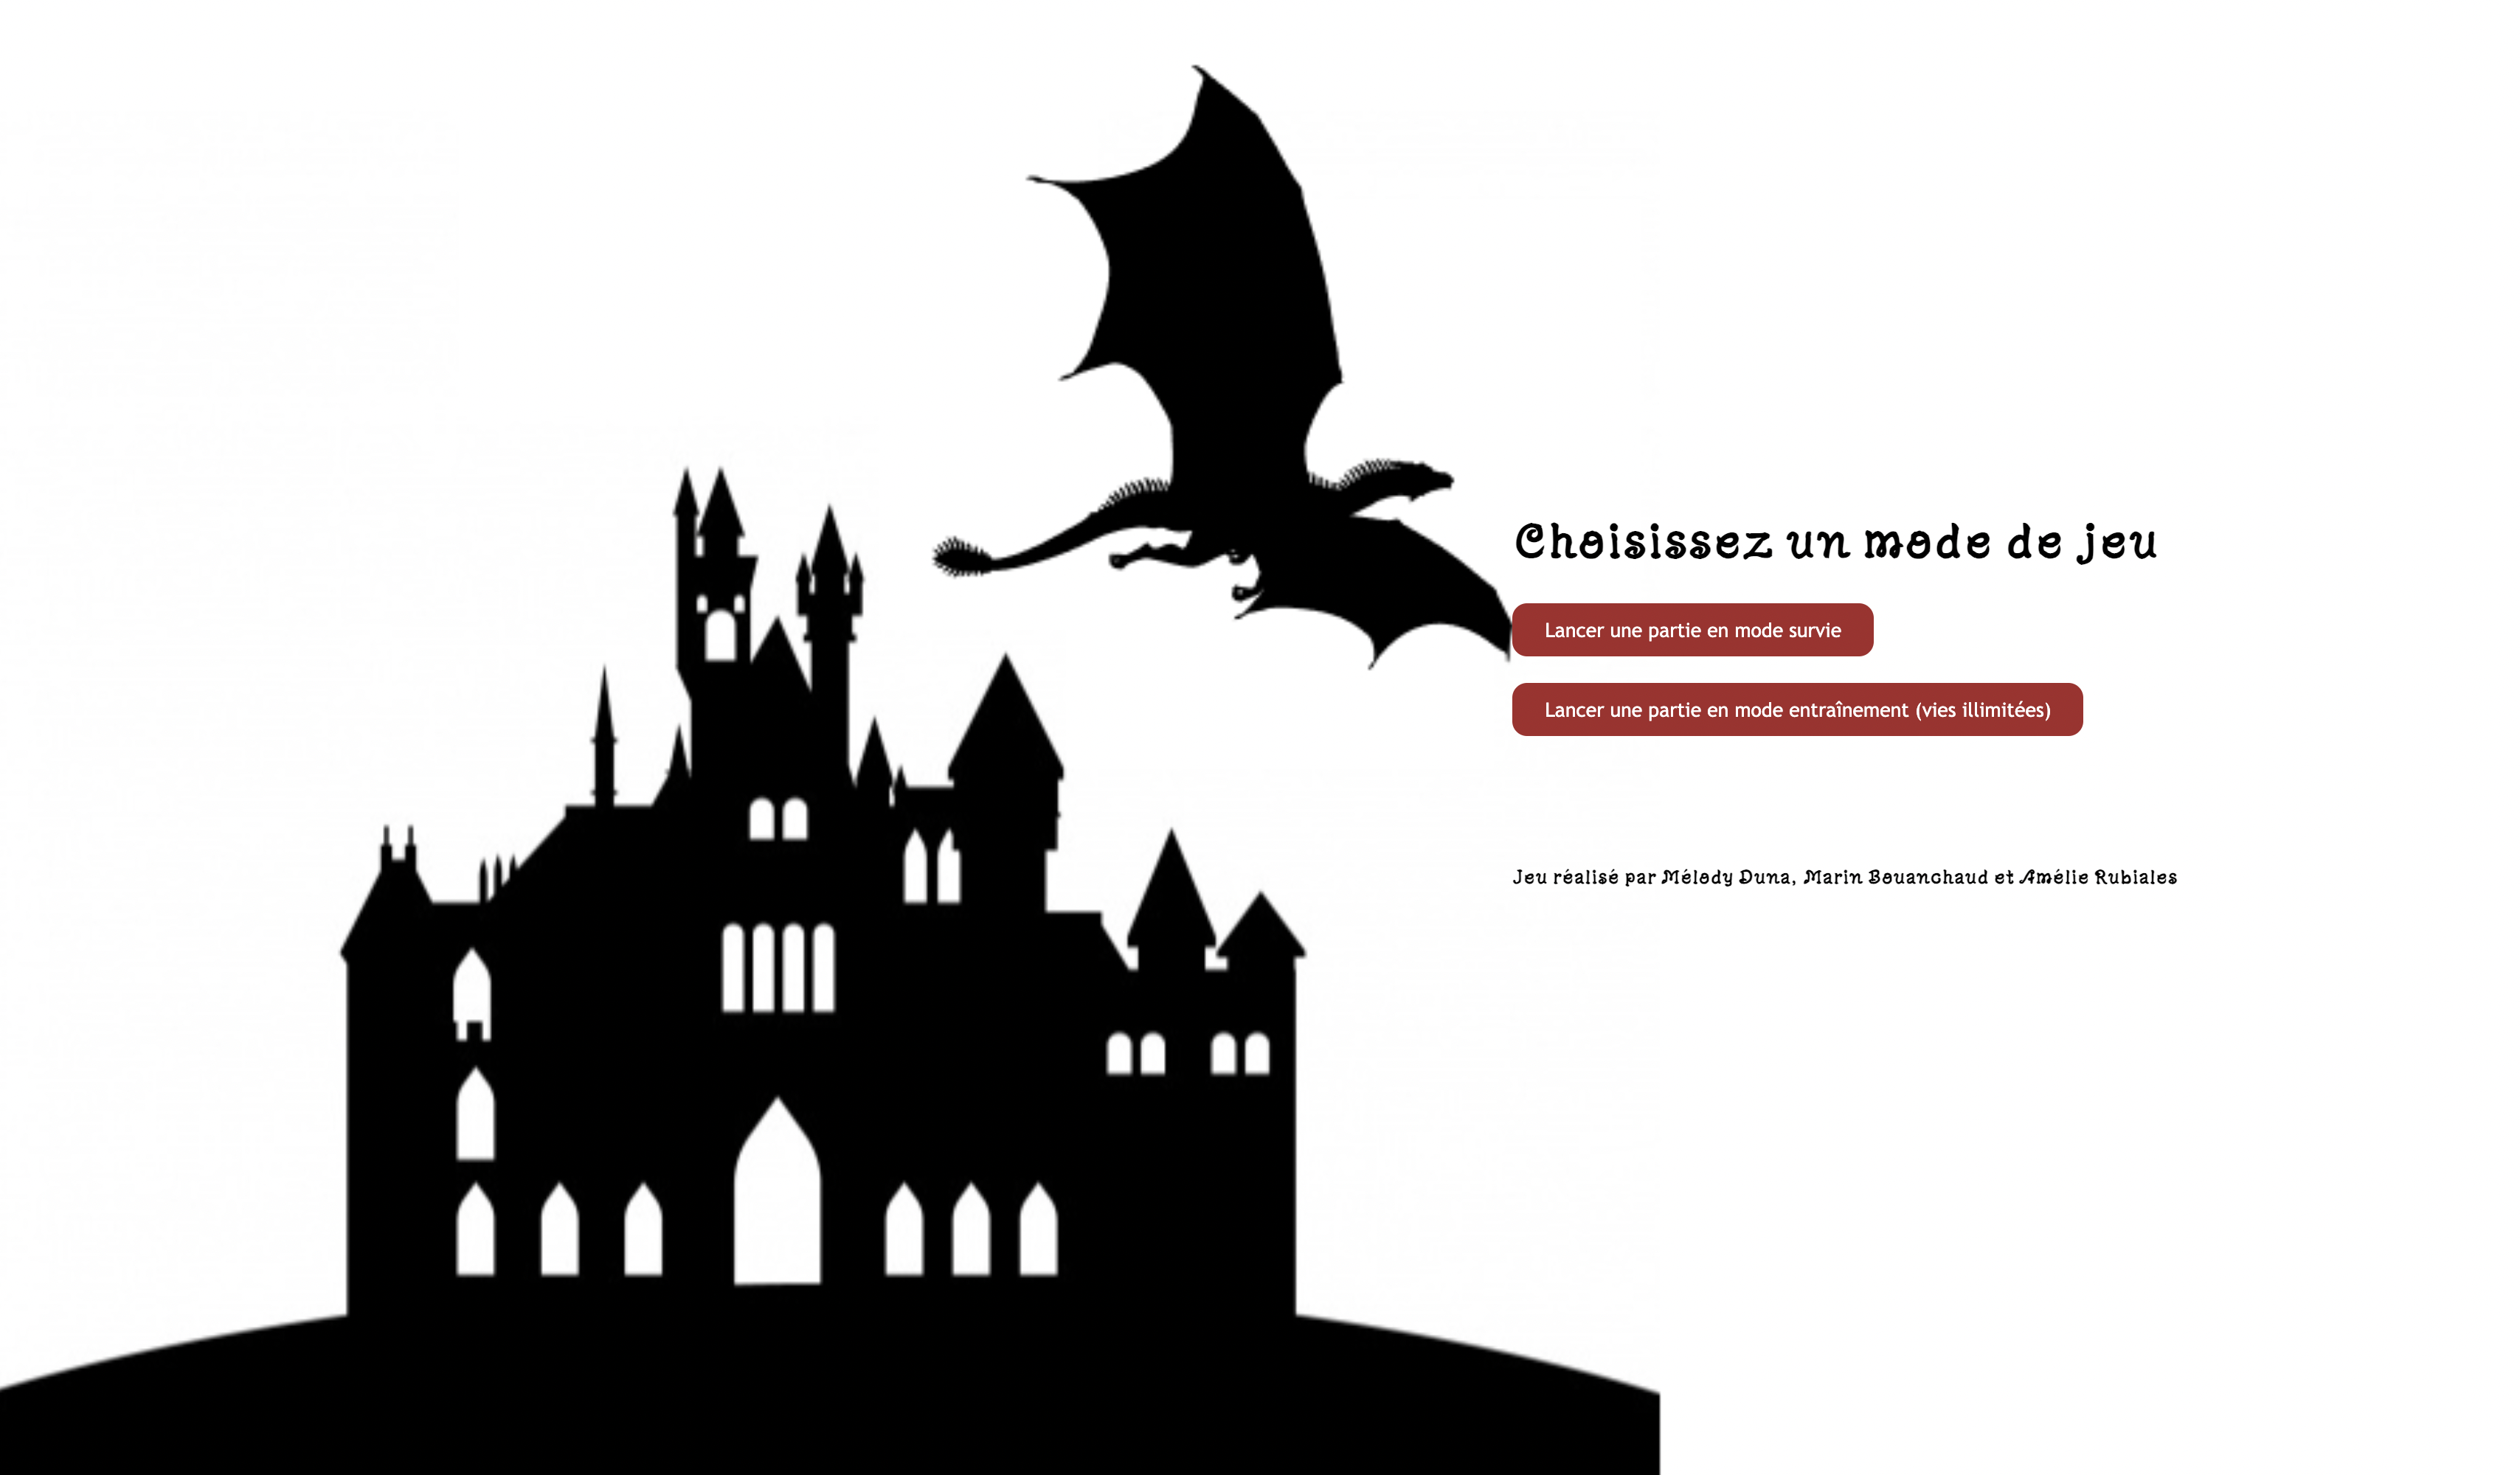 Choisissez un mode de jeu
Lancer une partie en mode survie
Lancer une partie en mode entraînement (vies illimitées)
Jeu réalisé par Mélody Duna, Marin Bouanchaud et Amélie Rubiales